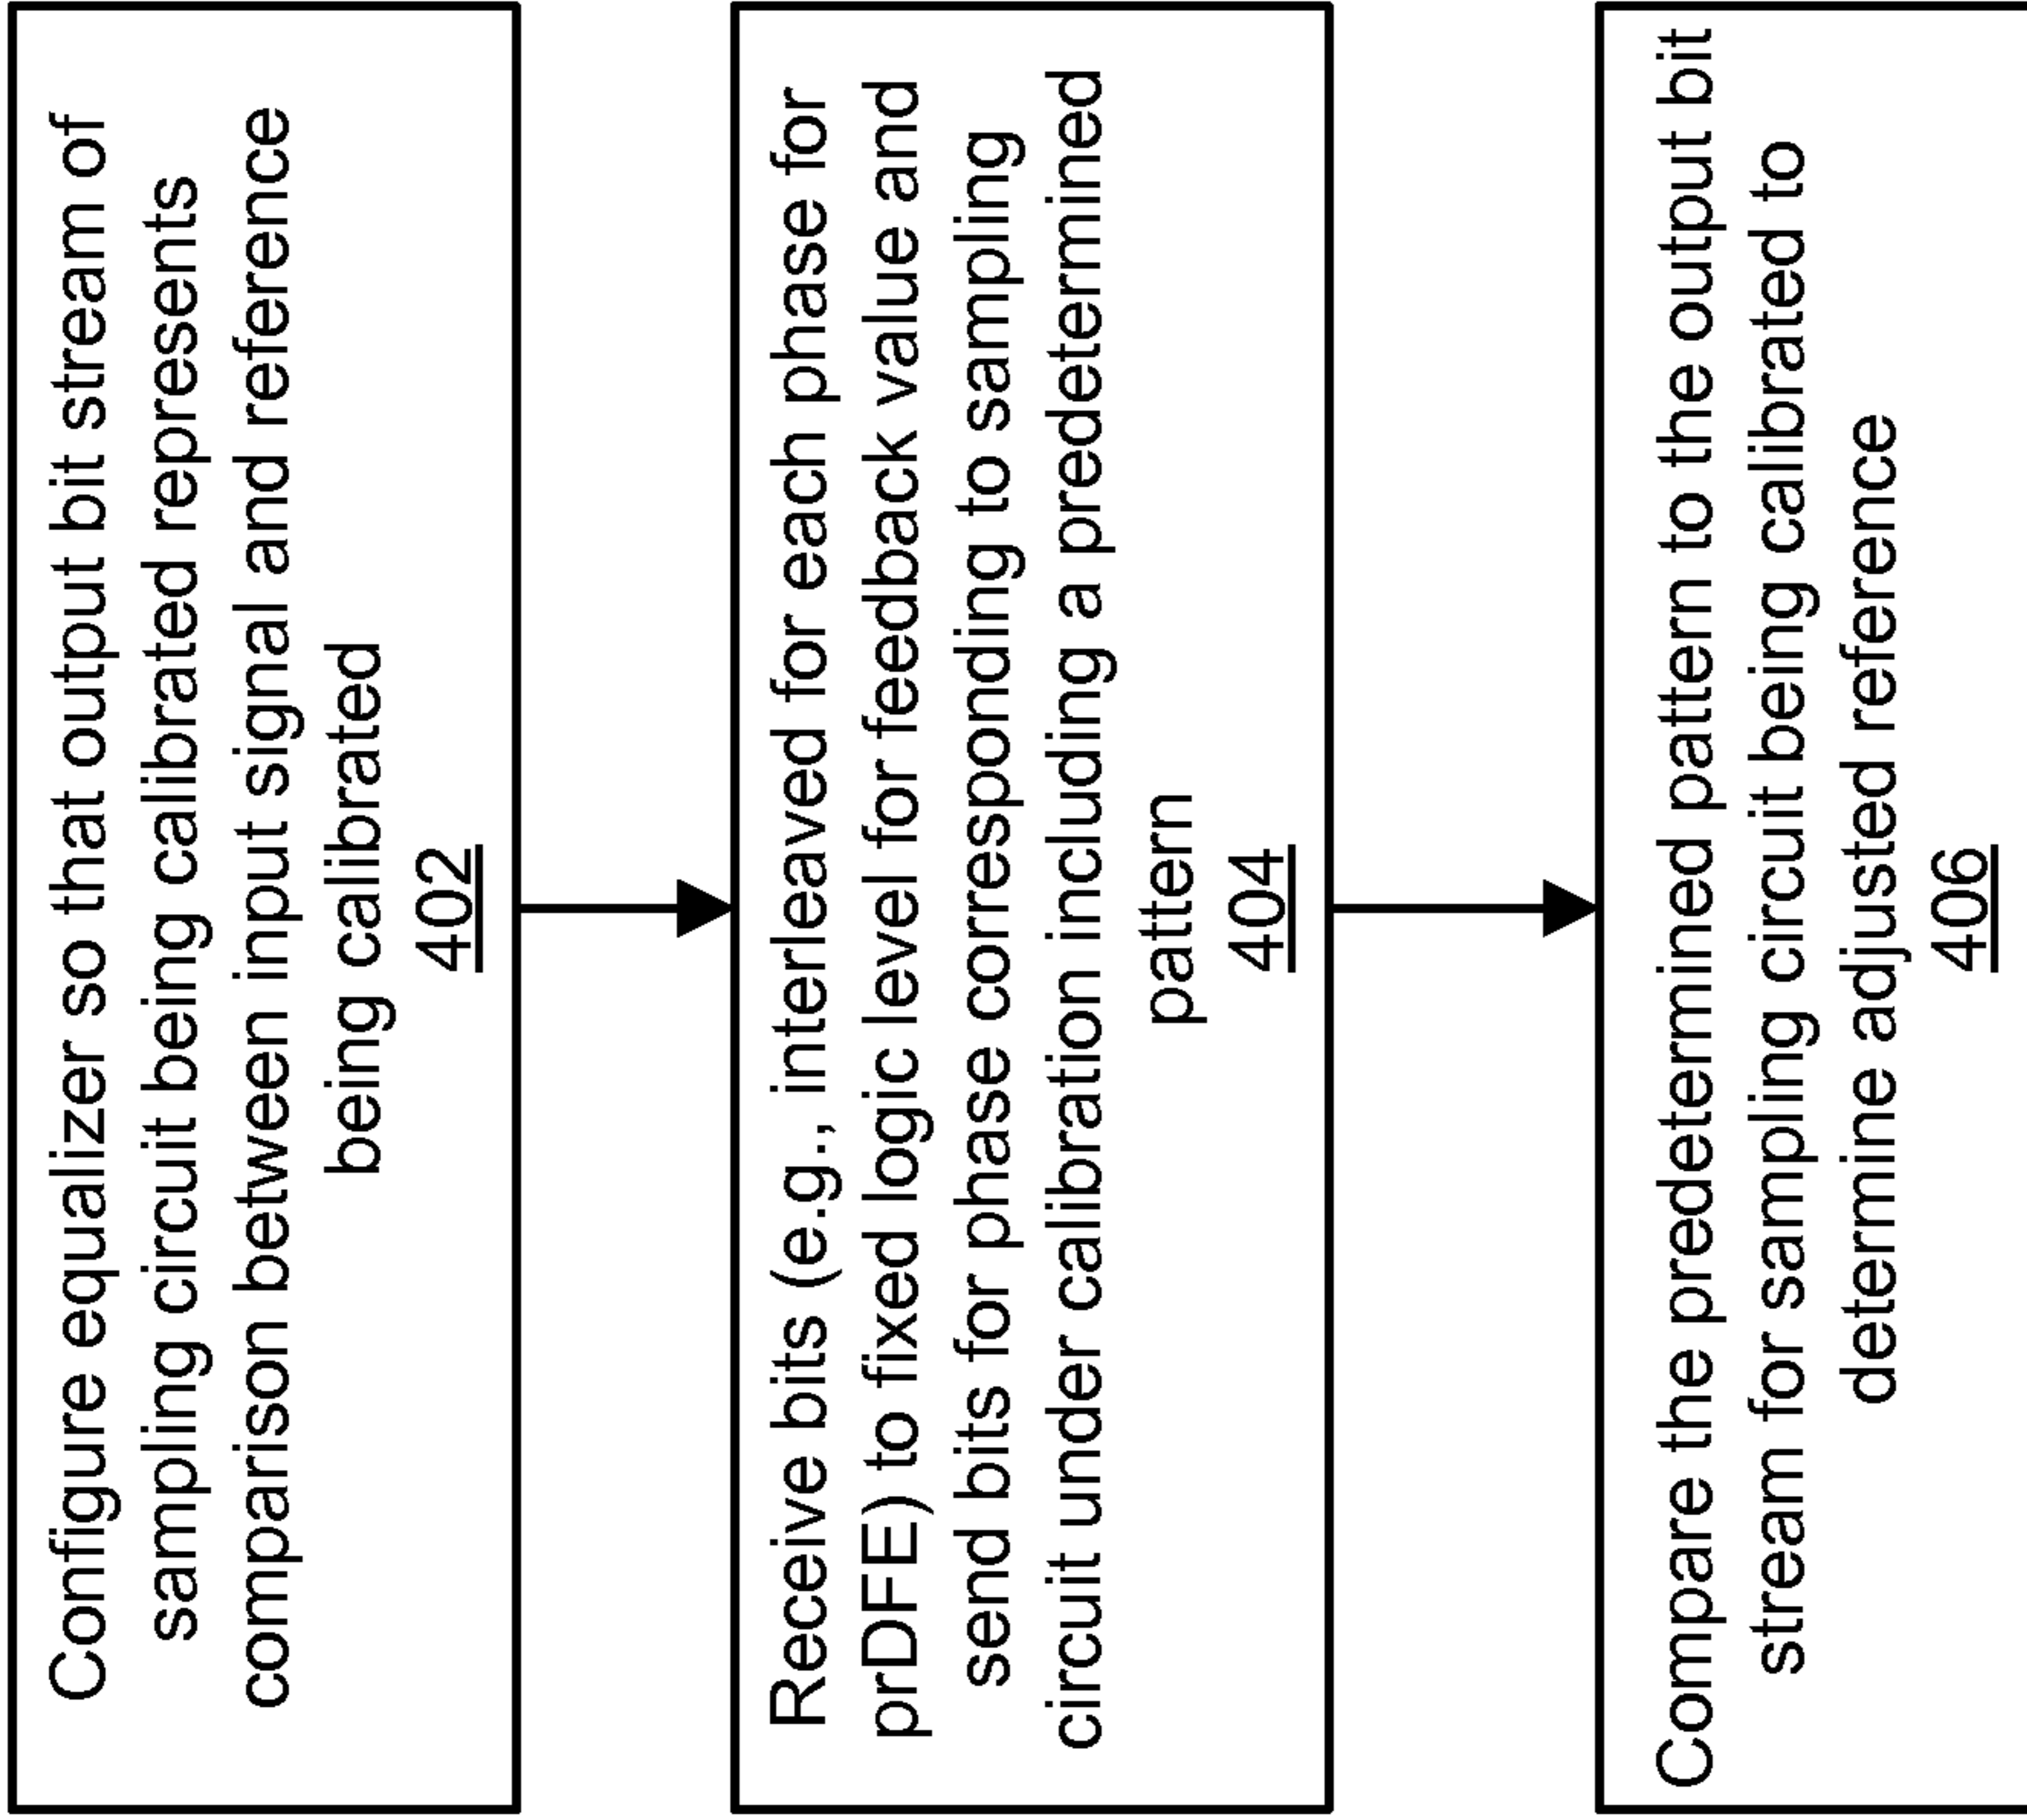 Configure equalizer so that output bit stream of
sampling circuit being calibrated represents
comparison between input signal and reference
being calibrated
402
Receive bits (e.g., interleaved for each phase for
prDFE) to fixed logic level for feedback value and
send bits for phase corresponding to sampling
circuit under calibration including a predetermined
pattern
404
Compare the predetermined pattern to the output bit
stream for sampling circuit being calibrated to
determine adjusted reference
406